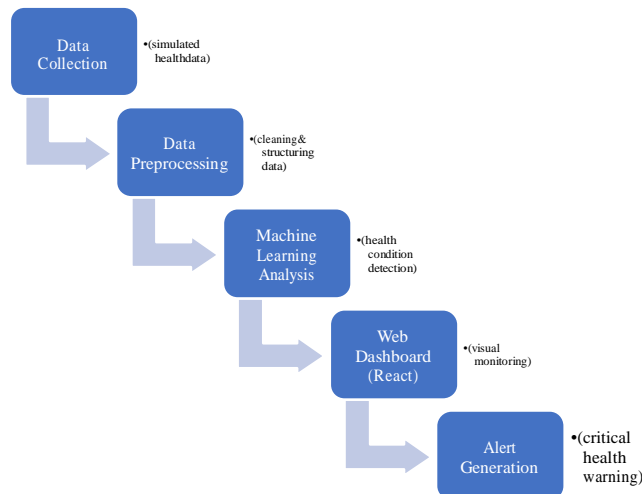 Data
Collection
•(simulated
healthdata)
Data
Preprocessing
•(cleaning&
structuring
data)
Machine
Learning
Analysis
•(health
condition
detection)
Web
Dashboard
(React)
•(visual
monitoring)
Alert
Generation
•(critical
health
warning)